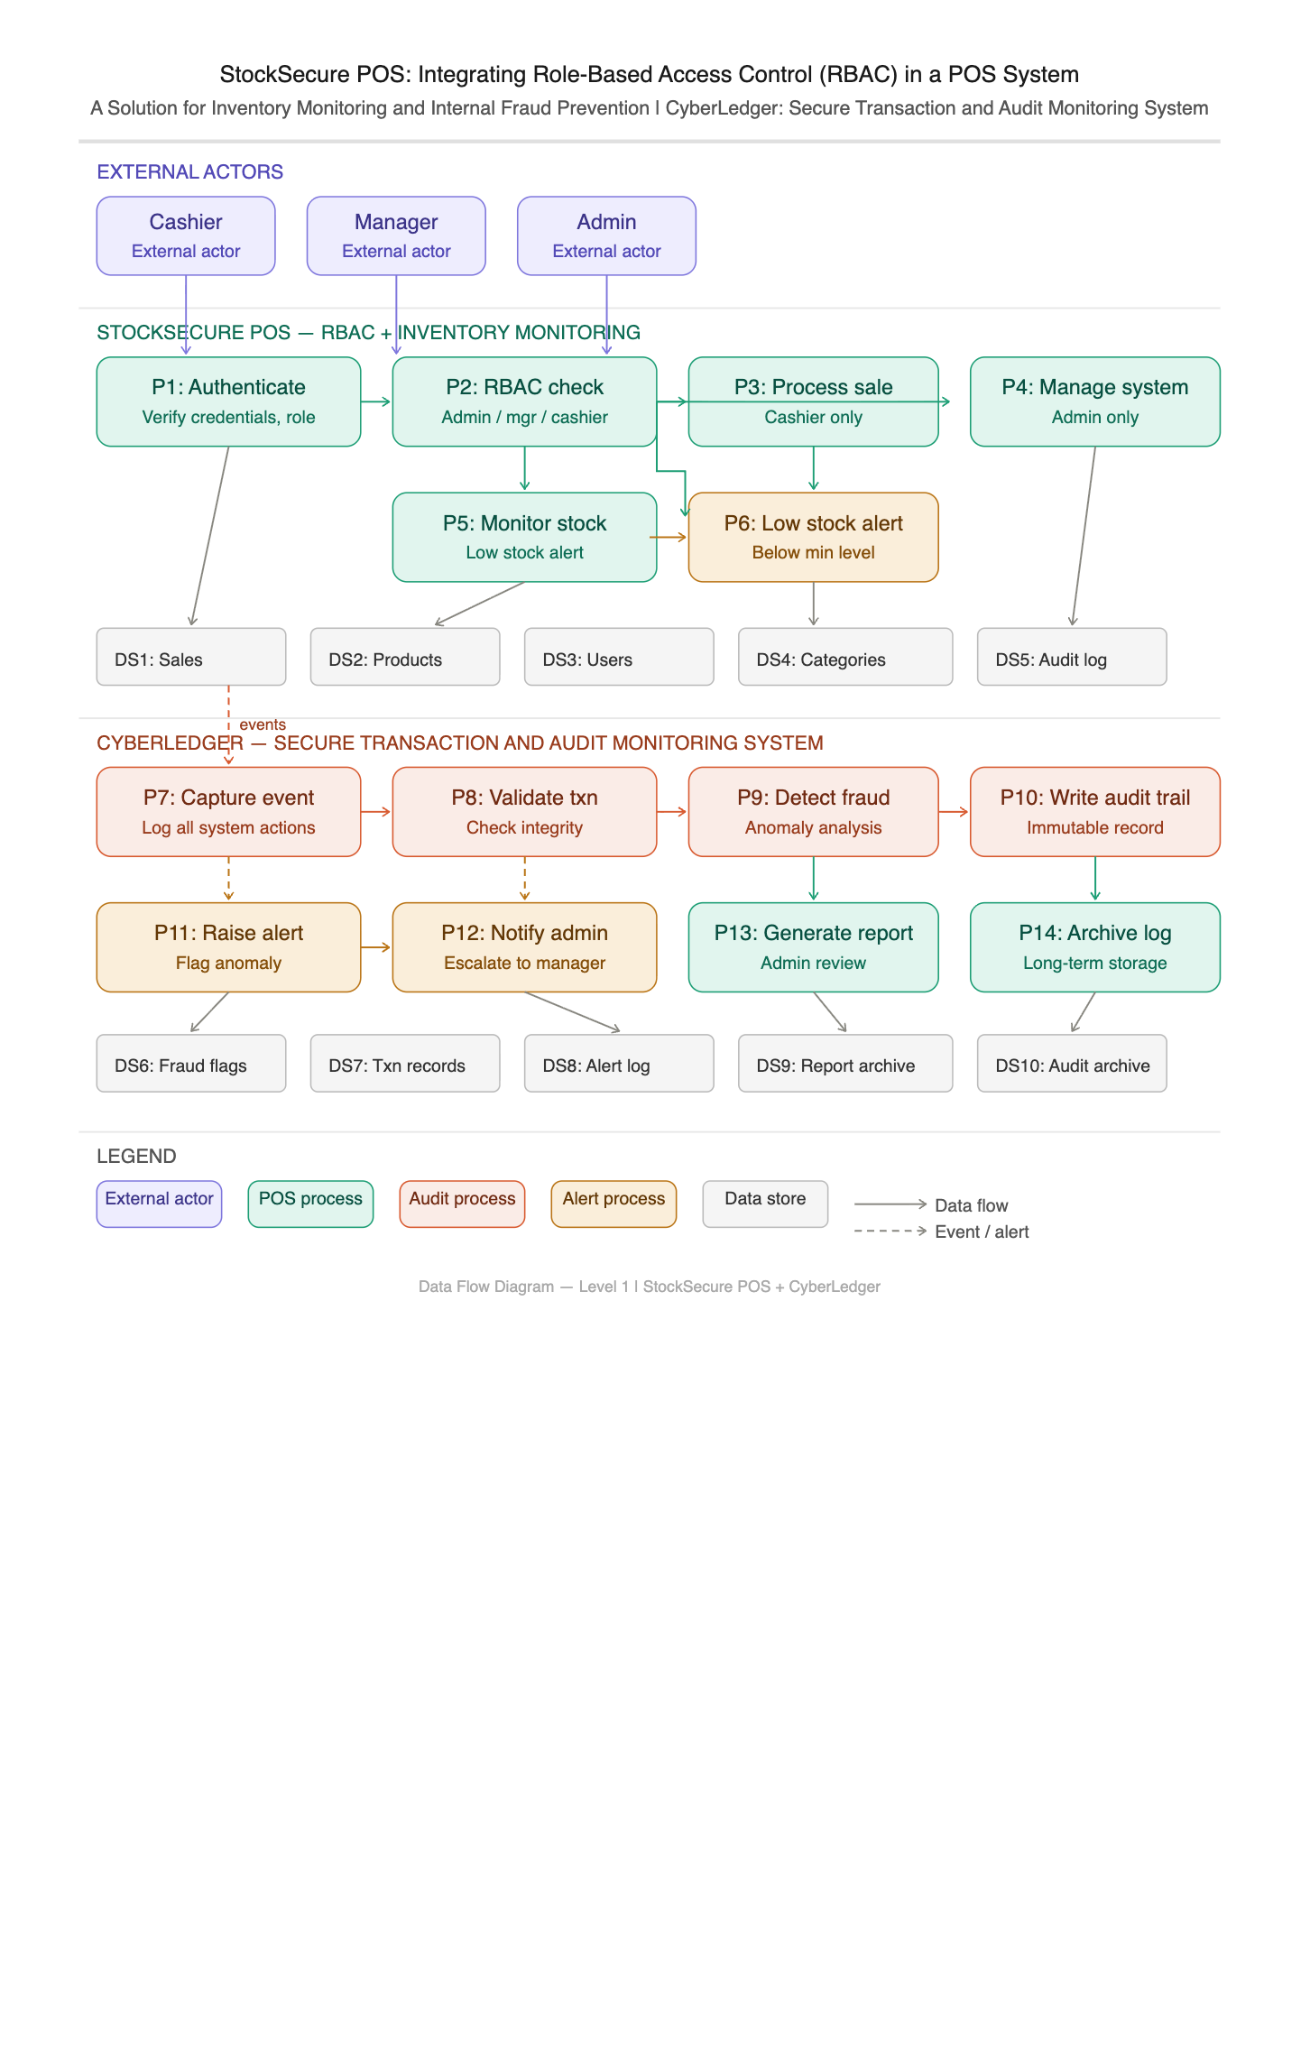 StockSecure POS: Integrating Role-Based Access Control (RBAC) in a POS System
A Solution for Inventory Monitoring and Internal Fraud Prevention | CyberLedger: Secure Transaction and Audit Monitoring System
EXTERNAL ACTORS
Cashier
External actor
Manager
External actor
Admin
External actor
STOCKSECURE POS — RBAC + INVENTORY MONITORING
P1: Authenticate
Verify credentials, role
P2: RBAC check
Admin / mgr / cashier
P3: Process sale
Cashier only
P4: Manage system
Admin only
P5: Monitor stock
Low stock alert
P6: Low stock alert
Below min level
DS1: Sales
DS2: Products
DS3: Users
DS4: Categories
DS5: Audit log
events
CYBERLEDGER — SECURE TRANSACTION AND AUDIT MONITORING SYSTEM
P7: Capture event
Log all system actions
P8: Validate txn
Check integrity
P9: Detect fraud
Anomaly analysis
P10: Write audit trail
Immutable record
P11: Raise alert
Flag anomaly
P12: Notify admin
Escalate to manager
P13: Generate report
Admin review
P14: Archive log
Long-term storage
DS6: Fraud flags
DS7: Txn records
DS8: Alert log
DS9: Report archive
DS10: Audit archive
LEGEND
External actor
POS process
Audit process
Alert process
Data store
Data flow
Event / alert
Data Flow Diagram — Level 1 | StockSecure POS + CyberLedger